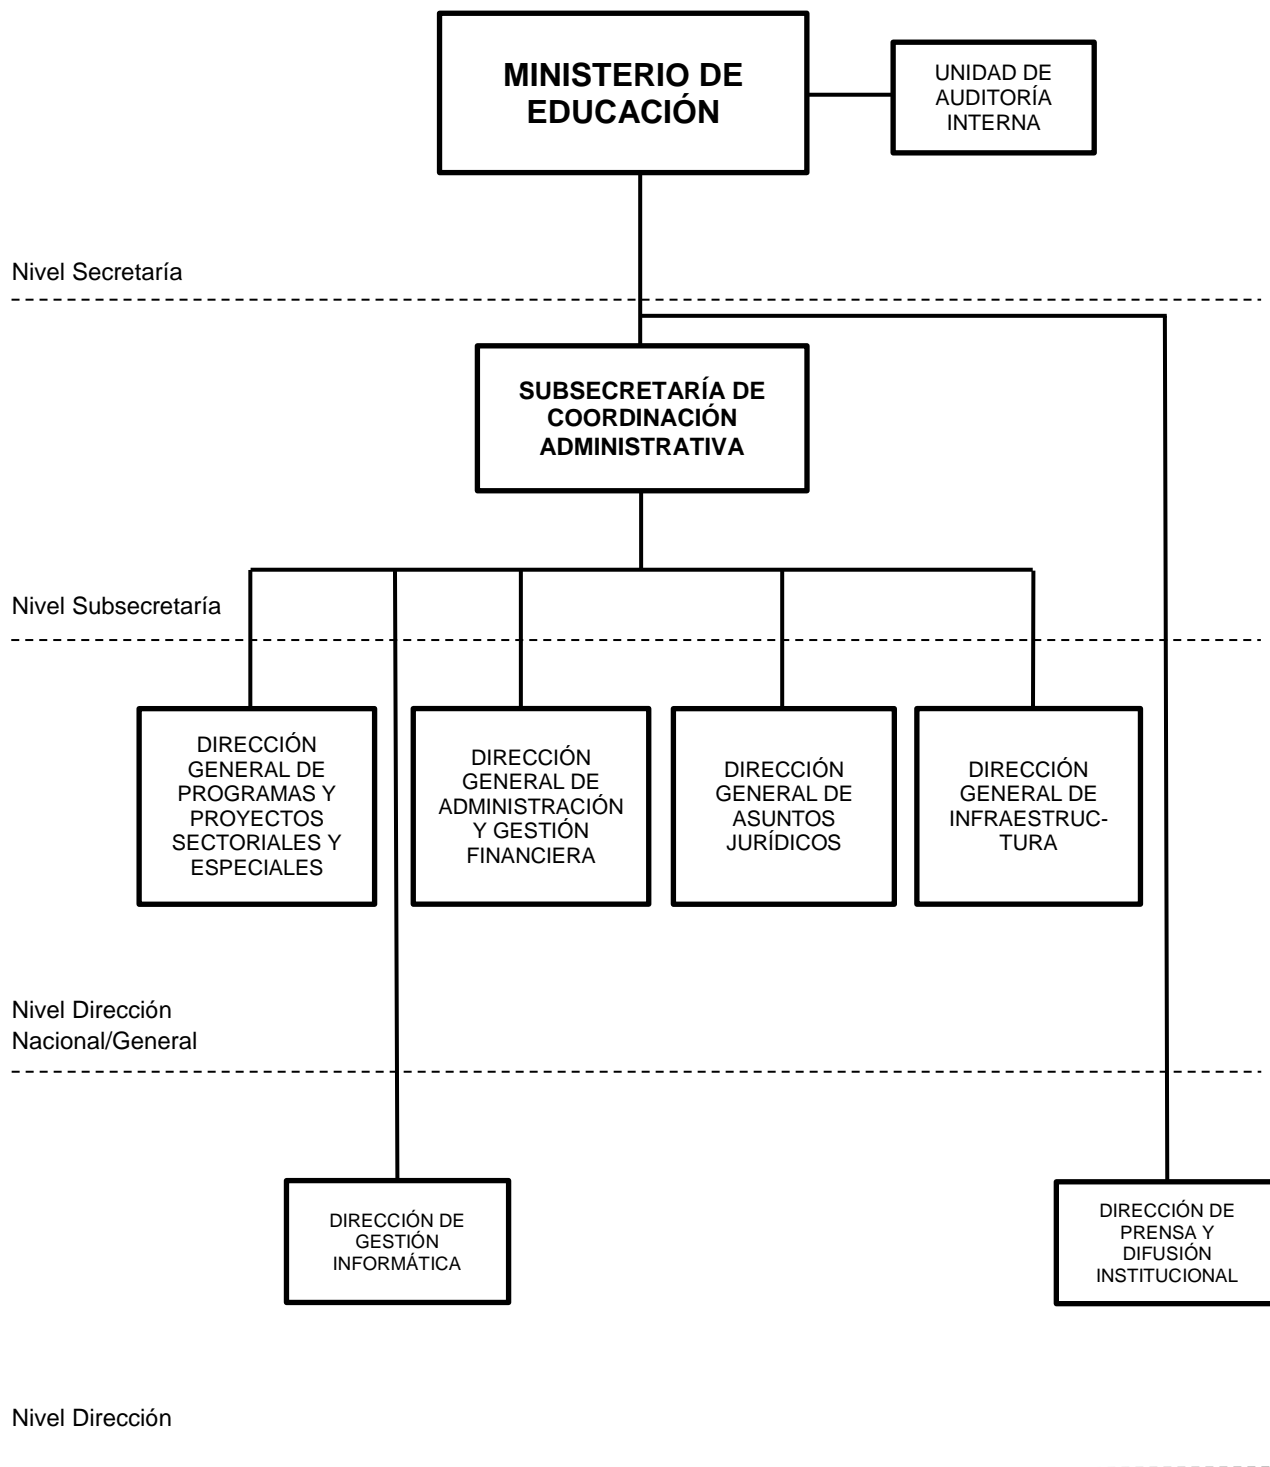 MINISTERIO DE
EDUCACIÓN
UNIDAD DE
AUDITORÍA
INTERNA
Nivel Secretaría
SUBSECRETARÍA DE
COORDINACIÓN
ADMINISTRATIVA
Nivel Subsecretaría
DIRECCIÓN
GENERAL DE
PROGRAMAS Y
PROYECTOS
SECTORIALES Y
ESPECIALES
DIRECCIÓN
GENERAL DE
ADMINISTRACIÓN
Y GESTIÓN
FINANCIERA
DIRECCIÓN
GENERAL DE
ASUNTOS
JURÍDICOS
DIRECCIÓN
GENERAL DE
INFRAESTRUC-
TURA
Nivel Dirección
Nacional/General
DIRECCIÓN DE
GESTIÓN
INFORMÁTICA
DIRECCIÓN DE
PRENSA Y
DIFUSIÓN
INSTITUCIONAL
Nivel Dirección